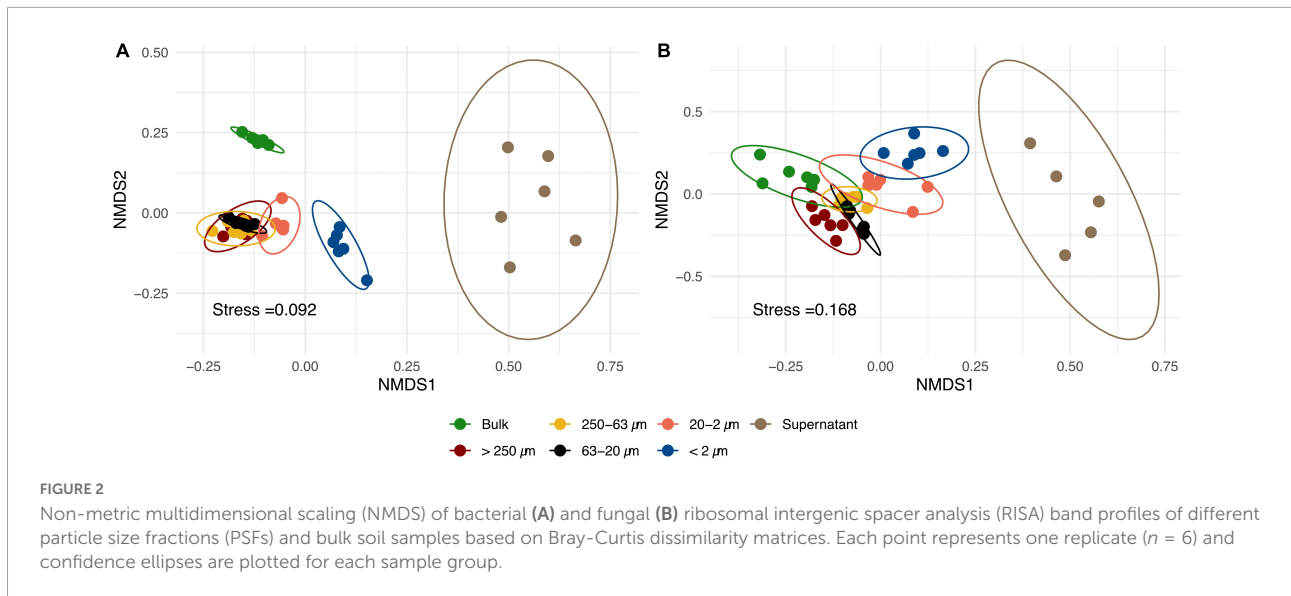 A
B
0.50
0.25
0.00
−0.25
NMDS2
Stress =0.092
−0.25
0.00
0.25
0.50
0.75
NMDS1
0.5
0.0
−0.5
NMDS2
Stress =0.168
−0.25
0.00
0.25
0.50
0.75
NMDS1
Bulk
250−63 µm
20−2 µm
Supernatant
> 250 µm
63−20 µm
< 2 µm
FIGURE 2
Non-metric multidimensional scaling (NMDS) of bacterial (A) and fungal (B) ribosomal intergenic spacer analysis (RISA) band profiles of different
particle size fractions (PSFs) and bulk soil samples based on Bray-Curtis dissimilarity matrices. Each point represents one replicate (n = 6) and
confidence ellipses are plotted for each sample group.